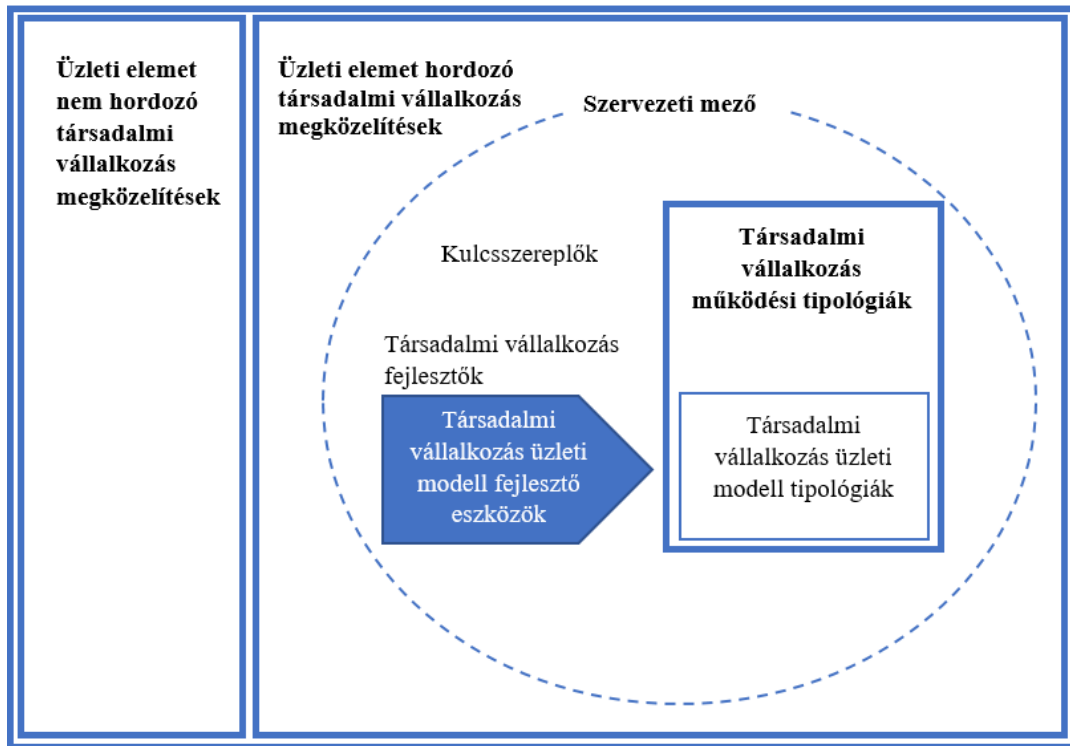 Üzleti elemet
nem hordozó
társadalmi
vállalkozás
megközelítések
Üzleti elemet hordozó
társadalmi vállalkozás
megközelítések
Szervezeti mező
Kulcsszereplők
Társadalmi vállalkozás
fejlesztők
Társadalmi
vállalkozás üzleti
modell fejlesztő
eszközök
Társadalmi
vállalkozás
működési tipológiák
Társadalmi
vállalkozás üzleti
modell tipológiák